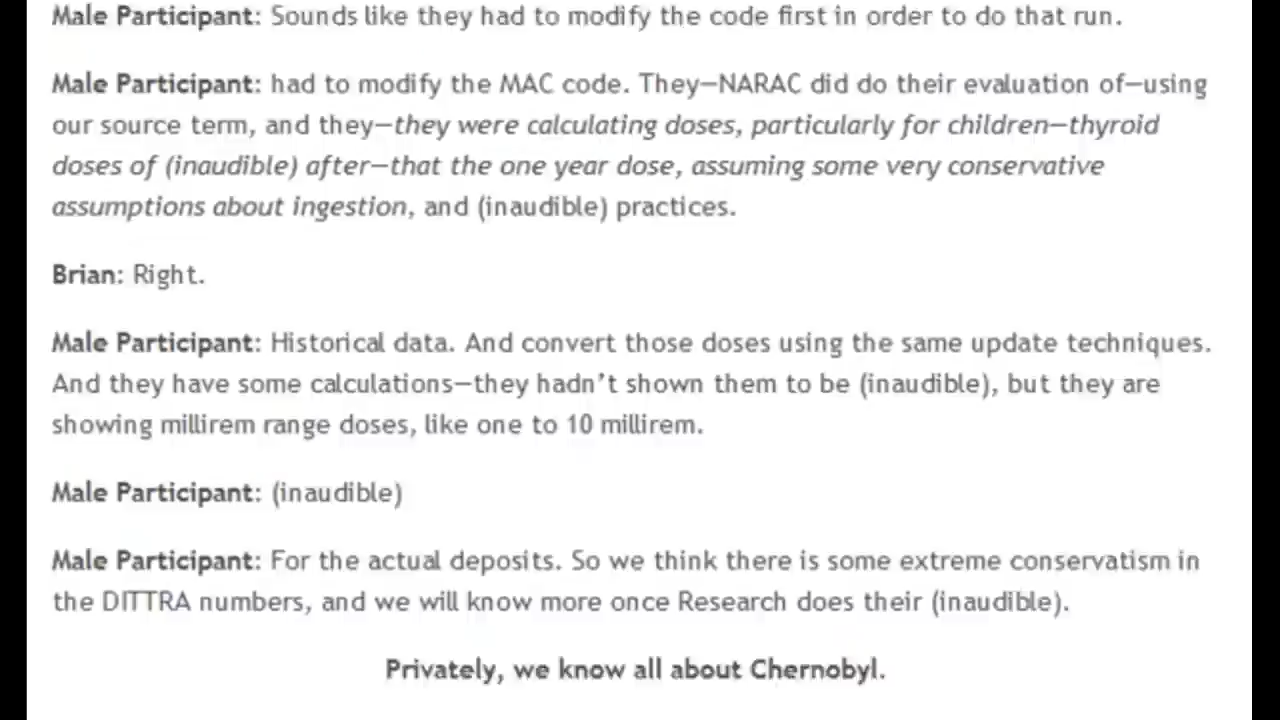 Male Participant: Sounds like they had to modify the code first in order to do that run.
Male Participant: had to modify the MAC code. They—NARAC did do their evaluation of—using
our source term, and they—they were calculating doses, particularly for children—thyroid
doses of (inaudible) after—that the one year dose, assuming some very conservative
assumptions about ingestion, and (inaudible) practices.
Brian: Right.
Male Participant: Historical data. And convert those doses using the same update techniques.
And they have some calculations—they hadn't shown them to be (inaudible), but they are
showing millirem range doses, like one to 10 millirem.
Male Participant: (inaudible)
Male Participant: For the actual deposits. So we think there is some extreme conservatism in
the DITTRA numbers, and we will know more once Research does their (inaudible).
Privately, we know all about Chernobyl.